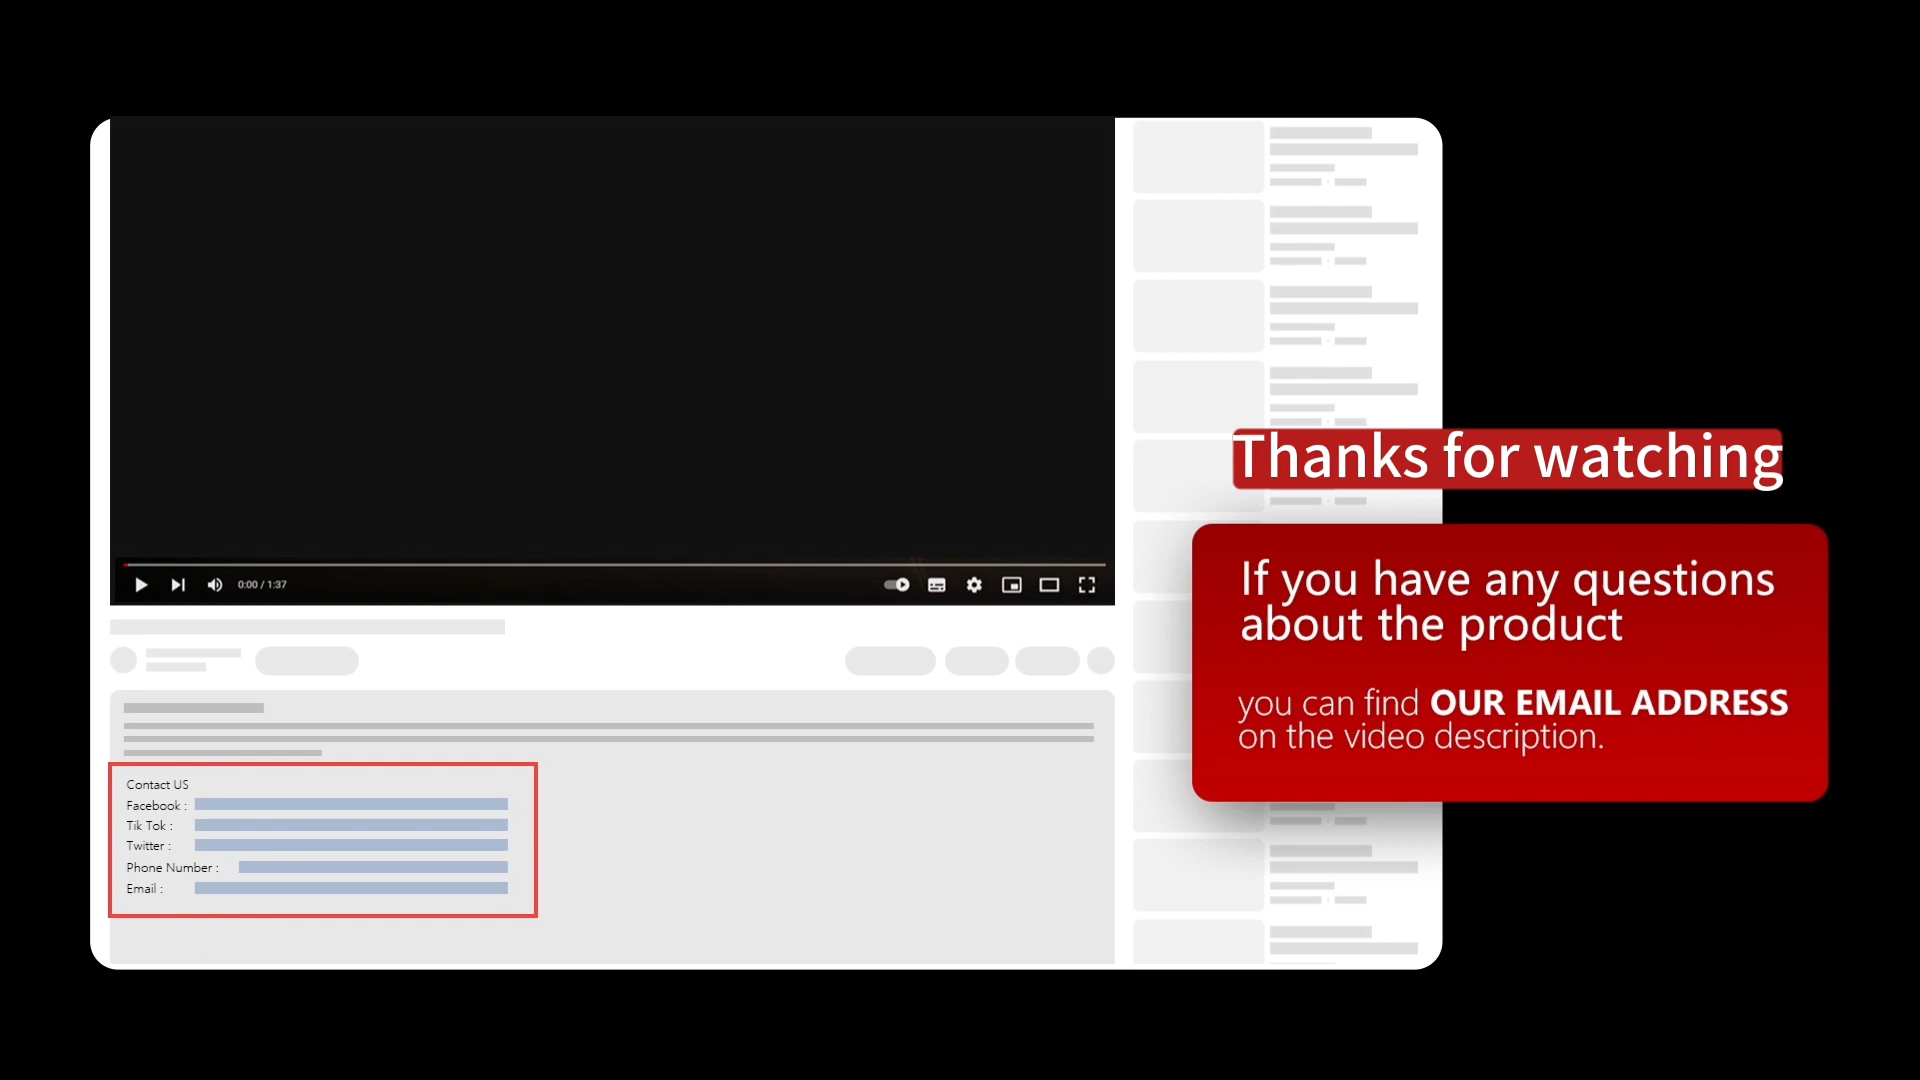 Thanks for watching
If you have any questions
about the product
you can find OUR EMAIL ADDRESS
on the video description.
0:00 / 1:37
Contact US
Facebook :
Tik Tok :
Twitter :
Phone Number :
Email :